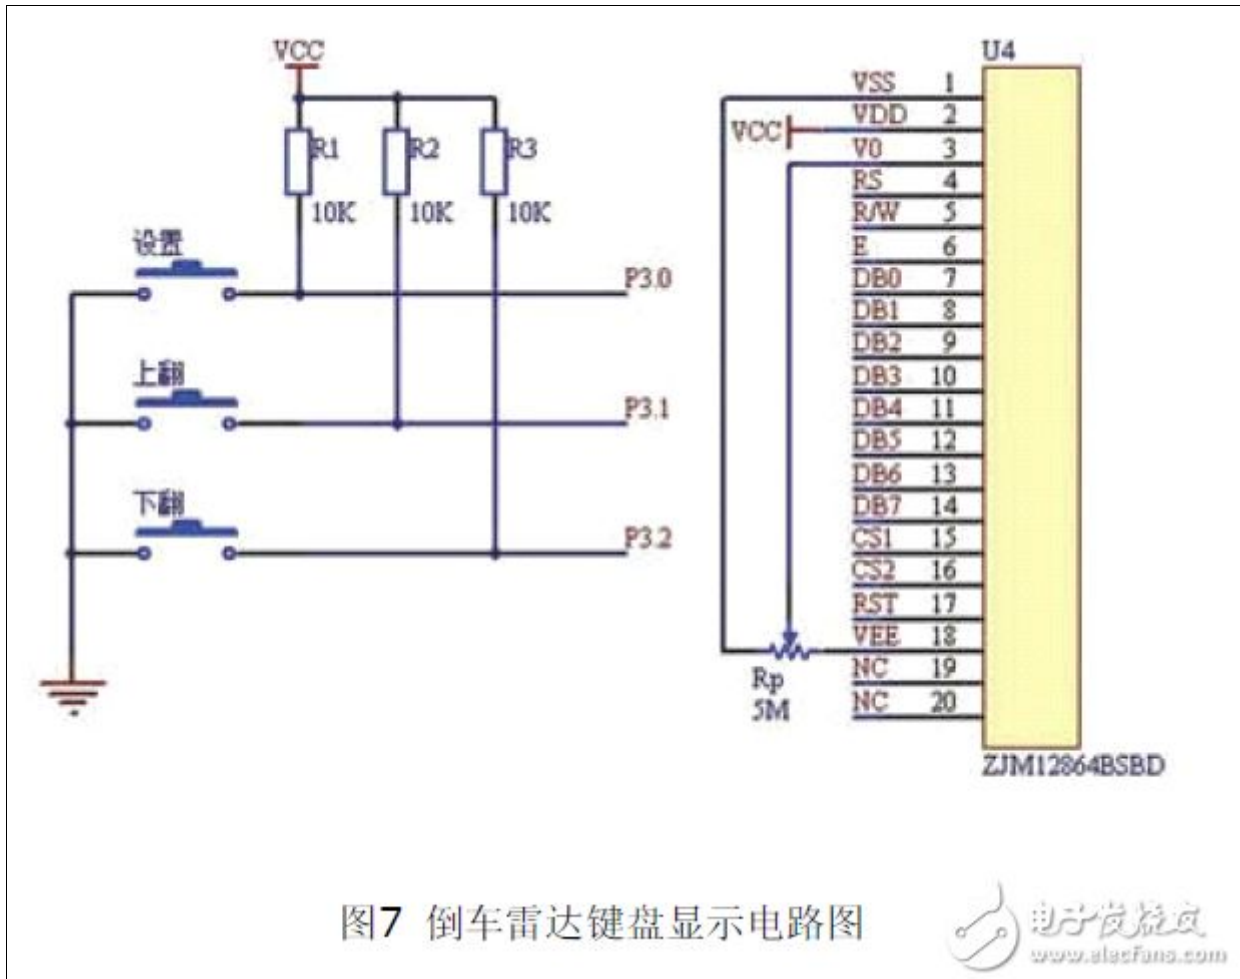 VCC
R1
R2
R3
10K
10K
10K
设置
P3.0
上翻
P3.1
下翻
P3.2
U4
VSS 1
VCC
VDD 2
V0 3
RS 4
R/W 5
E 6
DB0 7
DB1 8
DB2 9
DB3 10
DB4 11
DB5 12
DB6 13
DB7 14
CS1 15
CS2 16
RST 17
VEE 18
Rp
5M
NC 19
NC 20
ZJM12864BSBD
图7 倒车雷达键盘显示电路图
电子发烧友
www.elecfans.com